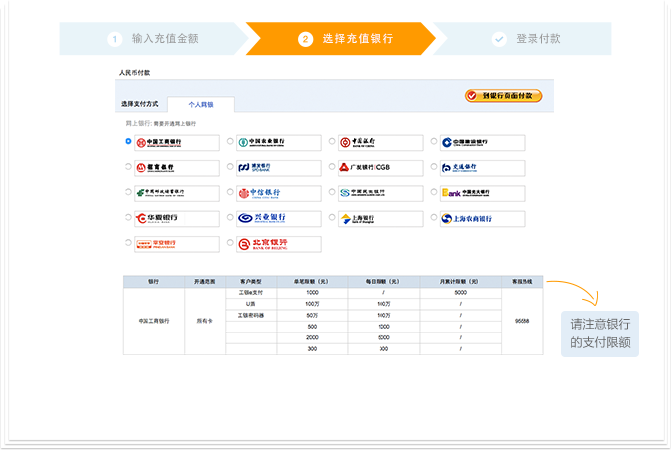 1 输入充值金额
2 选择充值银行
登录付款
人民币付款
选择支付方式 个人网银 到银行页面付款
网上银行: 需要开通网上银行
中国工商银行 中国农业银行 中国银行 中国建设银行
招商银行 浦发银行 SPD BANK 广发银行|CGB 交通银行
中国邮政储蓄银行 中信银行 中国民生银行 Bank 中国光大银行
华夏银行 兴业银行 上海银行 Bank of Shanghai 上海农商银行
平安银行 北京银行 BANK OF BEIJING
银行 开通范围 客户类型 单笔限额（元） 每日限额（元） 月累计限额（元） 客服热线
中国工商银行 所有卡 工银e支付 1000 / 5000 95588
U盾 100万 100万 /
工银密码器 50万 100万 /
500 1000 /
2000 5000 /
300 300 /
请注意银行
的支付限额